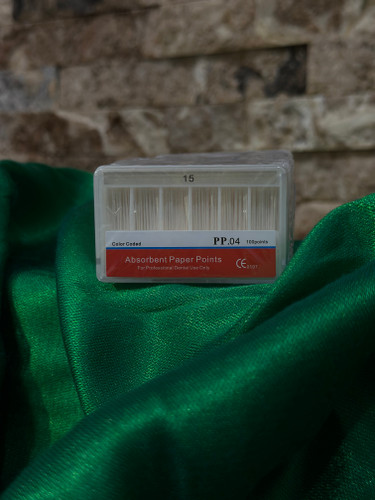 15
Color Coded PP.04 100points
Absorbent Paper Points
For Professional Dental Use Only
CE